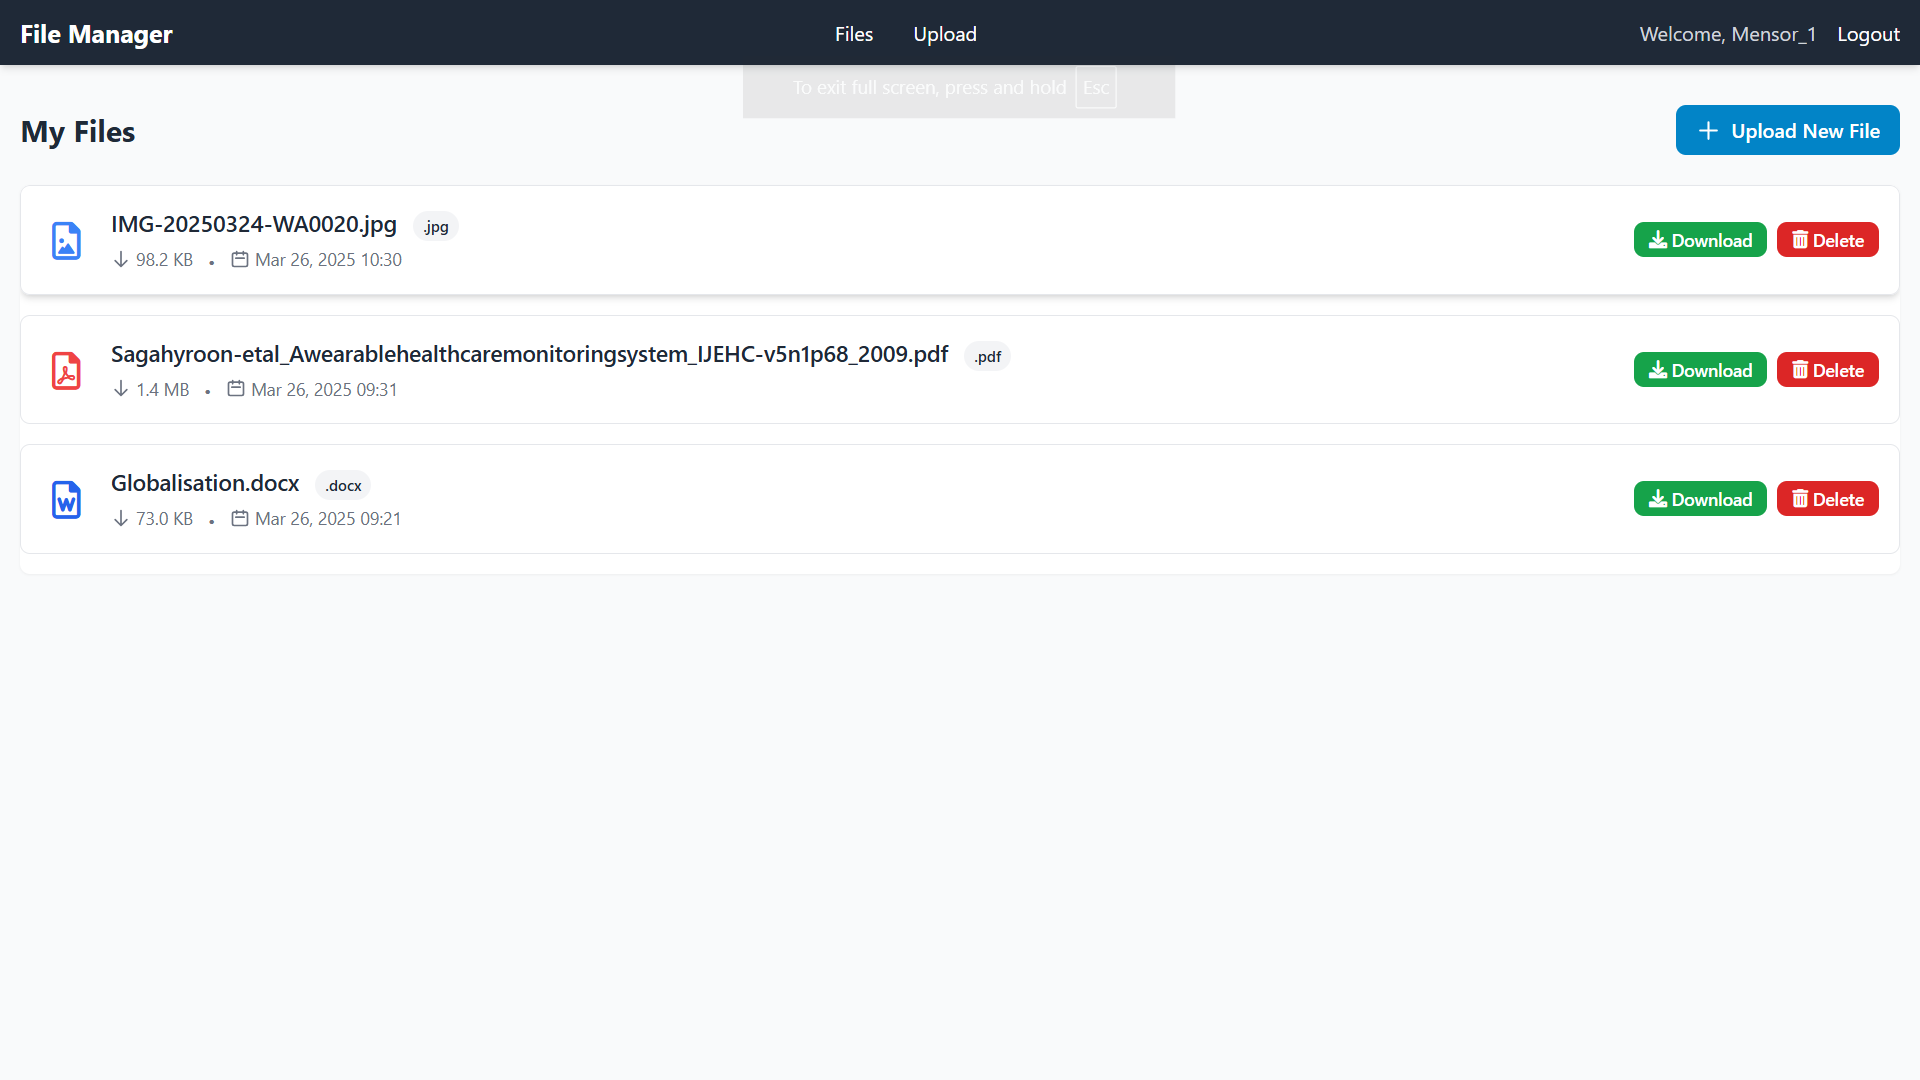 File Manager Files Upload Welcome, Mensor_1 Logout
To exit full screen, press and hold Esc
My Files Upload New File
IMG-20250324-WA0020.jpg .jpg
98.2 KB • Mar 26, 2025 10:30
Download Delete
Sagahyroon-etal_Awearablehealthcaremonitoringsystem_IJEHC-v5n1p68_2009.pdf .pdf
1.4 MB • Mar 26, 2025 09:31
Download Delete
Globalisation.docx .docx
73.0 KB • Mar 26, 2025 09:21
Download Delete